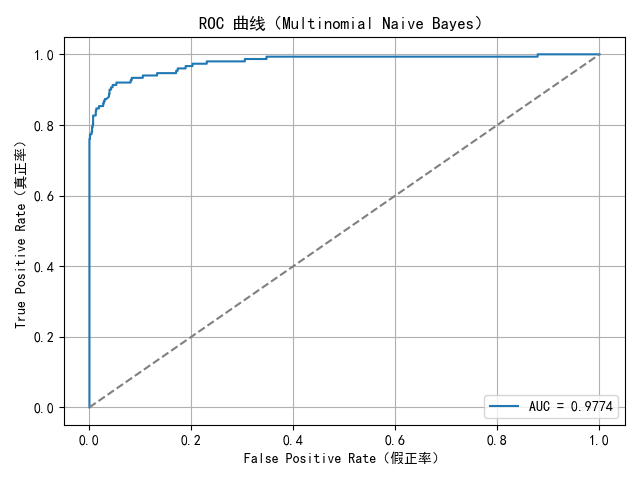 ROC 曲线（Multinomial Naive Bayes）
1.0
0.8
0.6
0.4
0.2
0.0
True Positive Rate（真正率）
0.0 0.2 0.4 0.6 0.8 1.0
False Positive Rate（假正率）
AUC = 0.9774